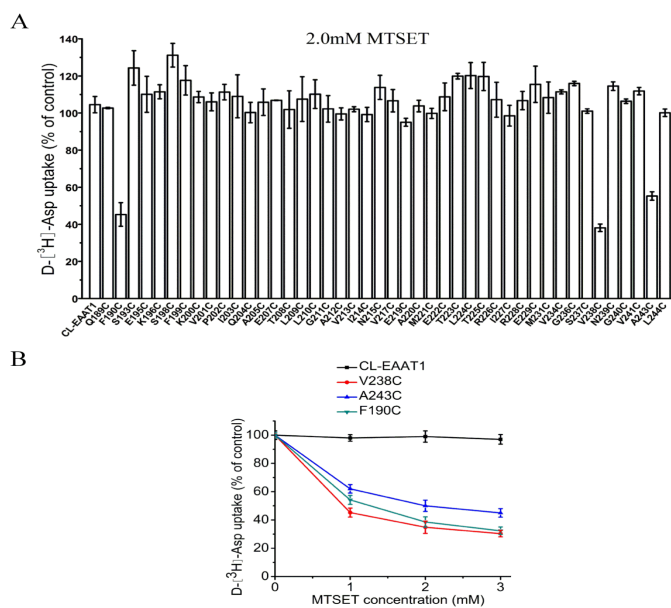 A
2.0mM MTSET
D-[³H]-Asp uptake (% of control)
140
120
100
80
60
40
20
0
CL-EAAT1
Q189C
F190C
S193C
E195C
K196C
S198C
F199C
K200C
V201C
P202C
I203C
Q204C
A205C
E207C
T208C
L209C
L210C
G211C
A212C
V213C
I214C
N215C
V217C
E219C
A220C
M221C
E222C
T223C
L224C
T225C
R226C
I227C
R228C
E229C
M231C
V234C
G236C
S237C
V238C
N239C
G240C
V241C
A243C
L244C
B
CL-EAAT1
V238C
A243C
F190C
D-[³H]-Asp uptake (% of control)
100
80
60
40
20
0
0 1 2 3
MTSET concentration (mM)